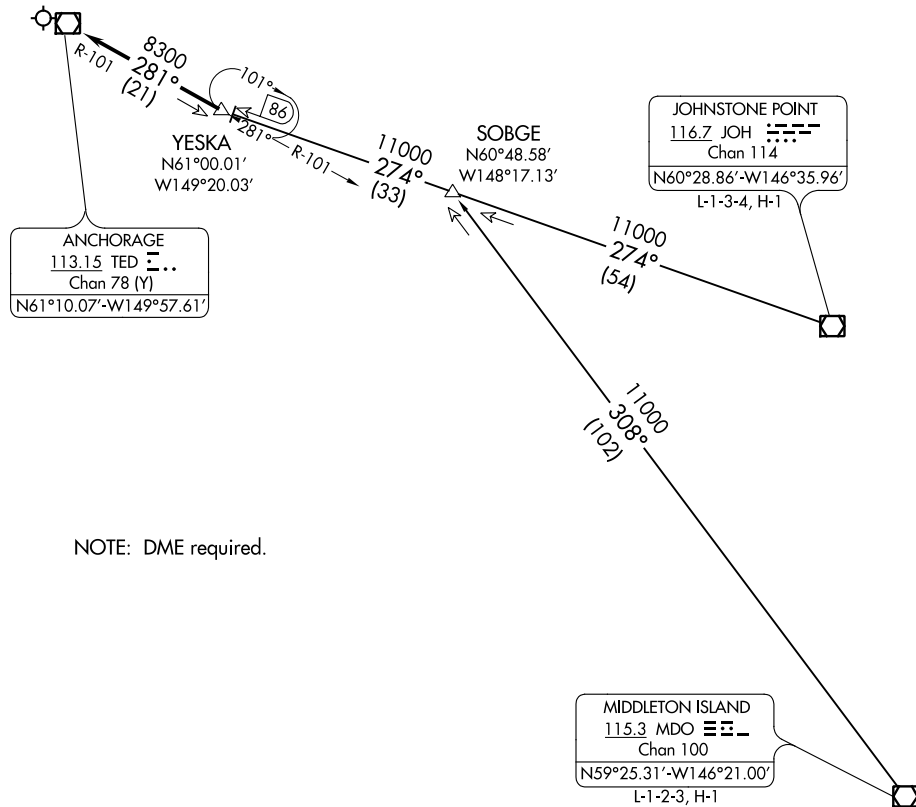 R-101
8300
281°
(21)
101°
86
281°
R-101
YESKA
N61°00.01′
W149°20.03′
11000
274°
(33)
SOBGE
N60°48.58′
W148°17.13′
JOHNSTONE POINT
116.7 JOH
Chan 114
N60°28.86′-W146°35.96′
L-1-3-4, H-1
11000
274°
(54)
ANCHORAGE
113.15 TED
Chan 78 (Y)
N61°10.07′-W149°57.61′
11000
308°
(102)
NOTE: DME required.
MIDDLETON ISLAND
115.3 MDO
Chan 100
N59°25.31′-W146°21.00′
L-1-2-3, H-1